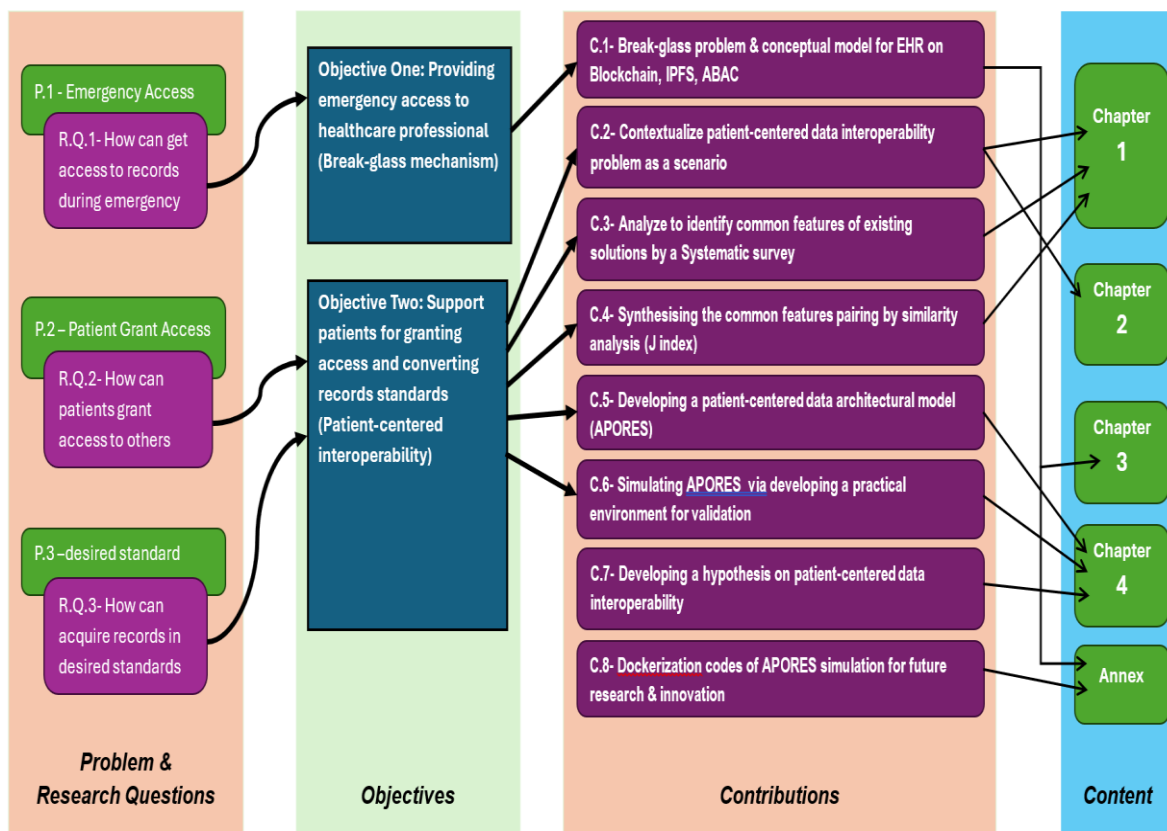 P.1 - Emergency Access
R.Q.1- How can get
access to records
during emergency
P.2 – Patient Grant Access
R.Q.2- How can
patients grant
access to others
P.3 –desired standard
R.Q.3- How can
acquire records in
desired standards
Problem &
Research Questions
Objective One: Providing
emergency access to
healthcare professional
(Break-glass mechanism)
Objective Two: Support
patients for granting
access and converting
records standards
(Patient-centered
interoperability)
Objectives
C.1- Break-glass problem & conceptual model for EHR on
Blockchain, IPFS, ABAC
C.2- Contextualize patient-centered data interoperability
problem as a scenario
C.3- Analyze to identify common features of existing
solutions by a Systematic survey
C.4- Synthesising the common features pairing by similarity
analysis (J index)
C.5- Developing a patient-centered data architectural model
(APORES)
C.6- Simulating APORES via developing a practical
environment for validation
C.7- Developing a hypothesis on patient-centered data
interoperability
C.8- Dockerization codes of APORES simulation for future
research & innovation
Contributions
Chapter
1
Chapter
2
Chapter
3
Chapter
4
Annex
Content